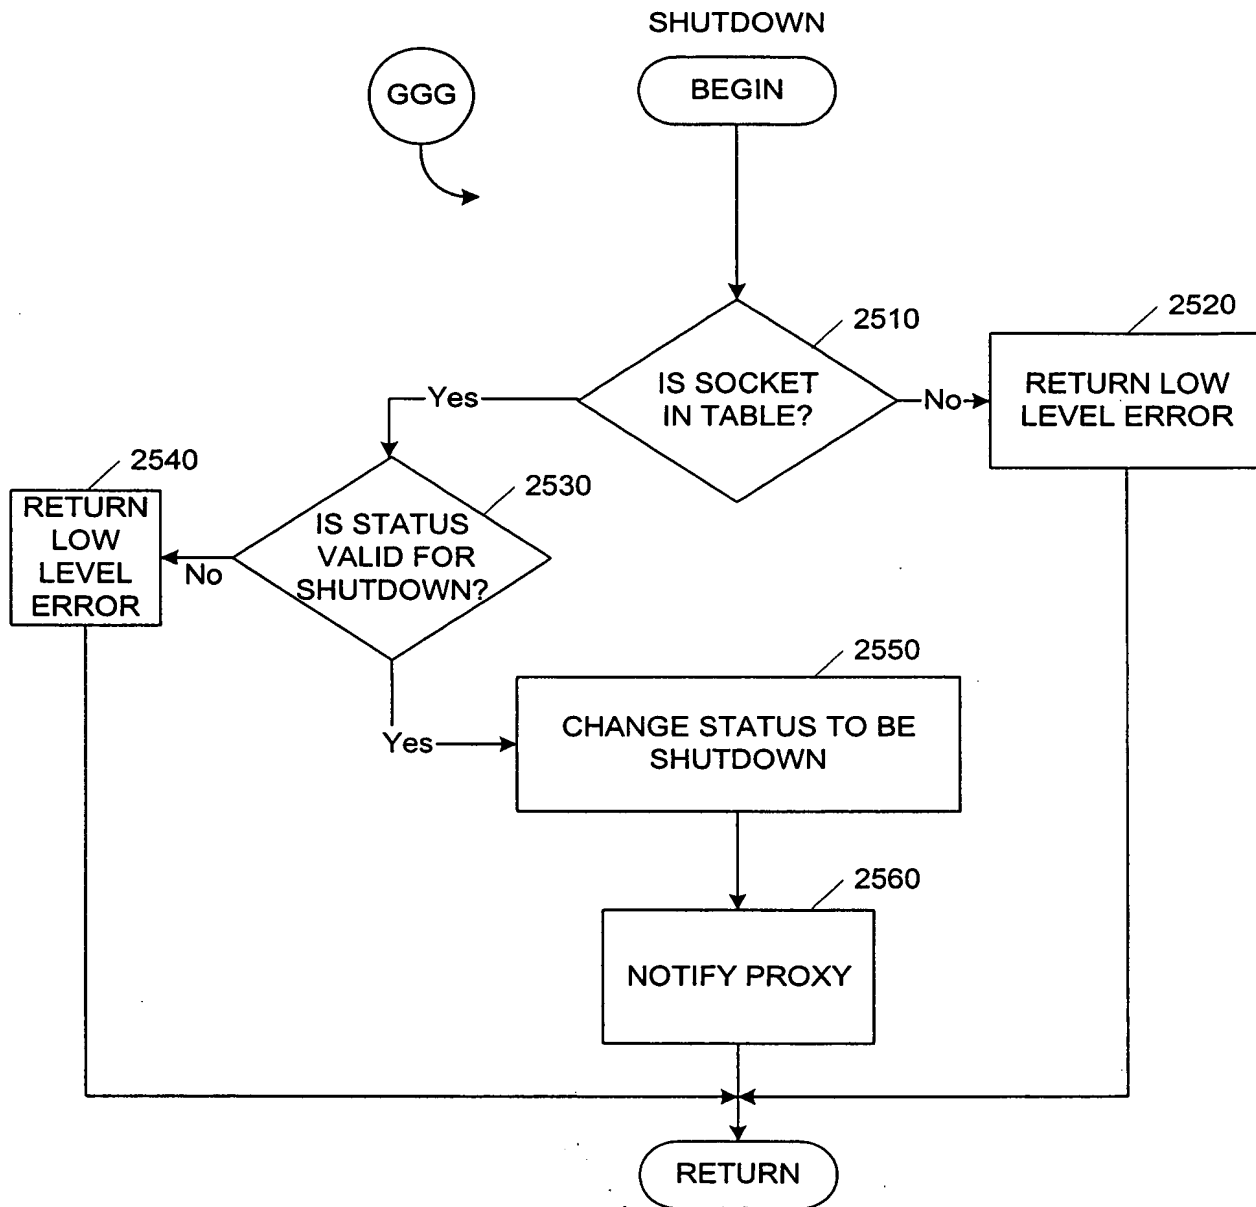 SHUTDOWN
GGG
BEGIN
2510
2520
IS SOCKET
IN TABLE?
Yes
No
RETURN LOW
LEVEL ERROR
2540
2530
RETURN
LOW
LEVEL
ERROR
IS STATUS
VALID FOR
SHUTDOWN?
No
2550
Yes
CHANGE STATUS TO BE
SHUTDOWN
2560
NOTIFY PROXY
RETURN